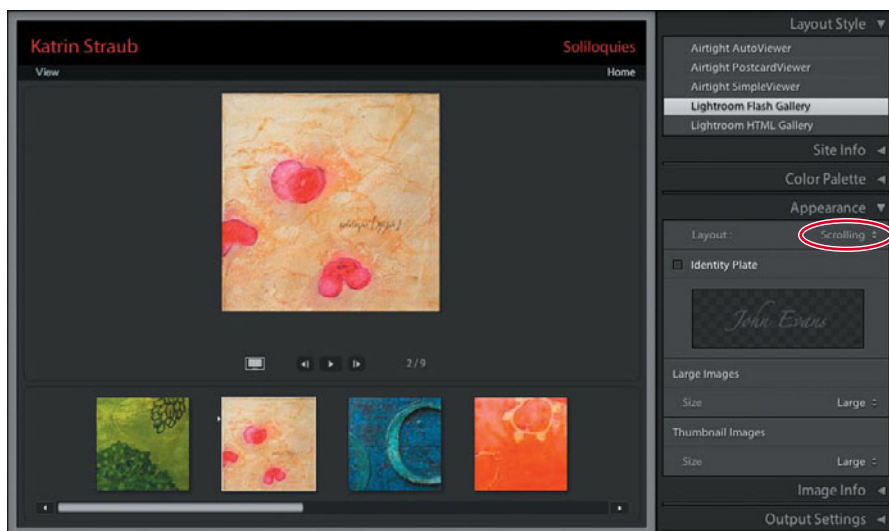 Katrin Straub
Soliloquies
View
Home
2/9
Layout Style
Airtight AutoViewer
Airtight PostcardViewer
Airtight SimpleViewer
Lightroom Flash Gallery
Lightroom HTML Gallery
Site Info
Color Palette
Appearance
Layout :
Scrolling
Identity Plate
John Evans
Large Images
Size
Large
Thumbnail Images
Size
Large
Image Info
Output Settings